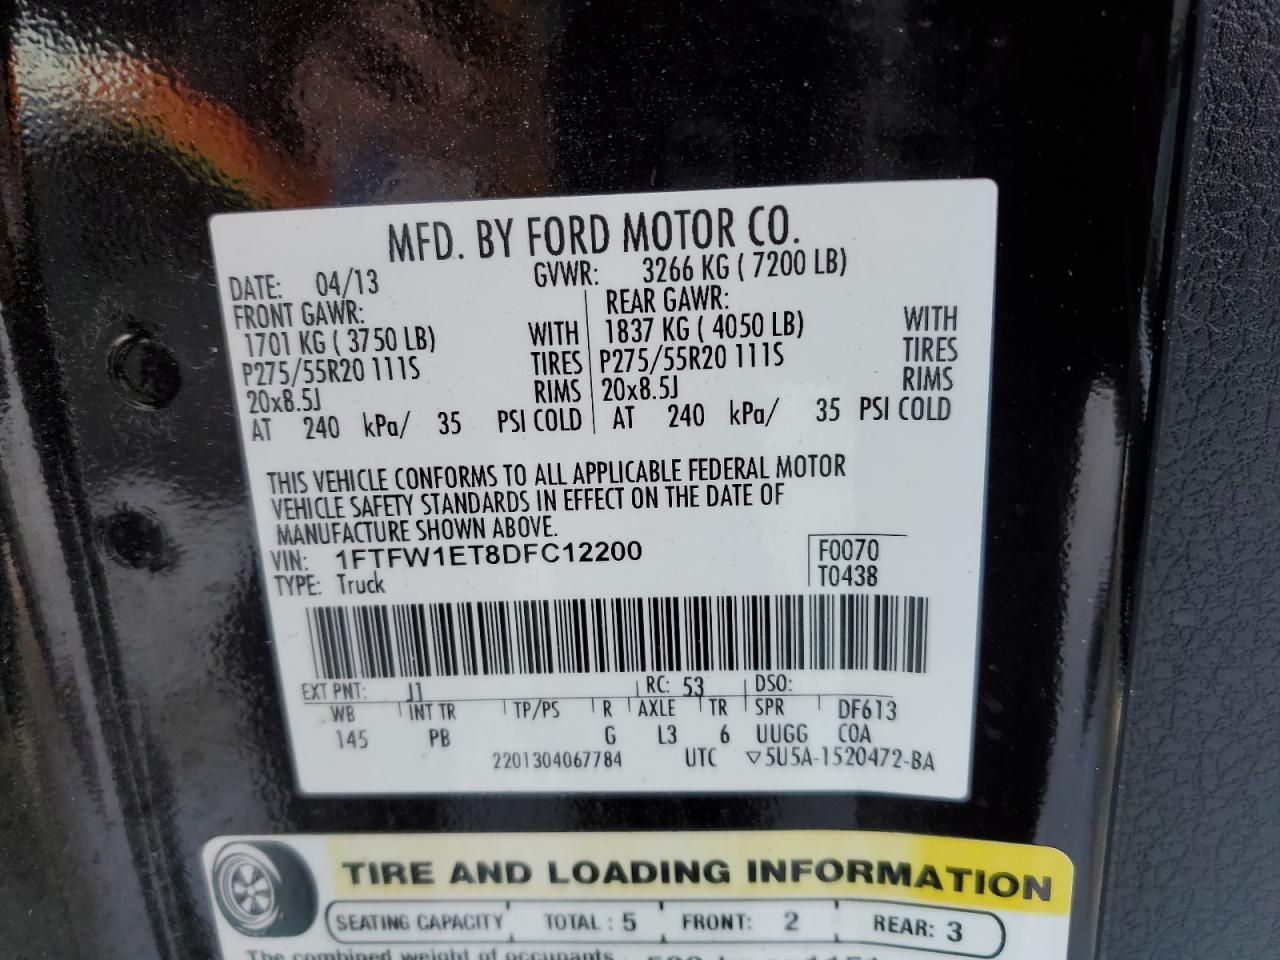 MFD. BY FORD MOTOR CO.
DATE: 04/13 GVWR: 3266 KG ( 7200 LB)
FRONT GAWR: REAR GAWR:
1701 KG ( 3750 LB) WITH 1837 KG ( 4050 LB) WITH
P275/55R20 111S TIRES P275/55R20 111S TIRES
20x8.5J RIMS 20x8.5J RIMS
AT 240 kPa/ 35 PSI COLD AT 240 kPa/ 35 PSI COLD
THIS VEHICLE CONFORMS TO ALL APPLICABLE FEDERAL MOTOR
VEHICLE SAFETY STANDARDS IN EFFECT ON THE DATE OF
MANUFACTURE SHOWN ABOVE.
VIN: 1FTFW1ET8DFC12200 F0070
TYPE: Truck T0438
EXT PNT: J1 RC: 53 DSO:
WB INT TR TP/PS R AXLE TR SPR DF613
145 PB G L3 6 UUGG COA
2201304067784 UTC ▽5U5A-1520472-BA
TIRE AND LOADING INFORMATION
SEATING CAPACITY TOTAL : 5 FRONT: 2 REAR: 3
The combined weight of occupants